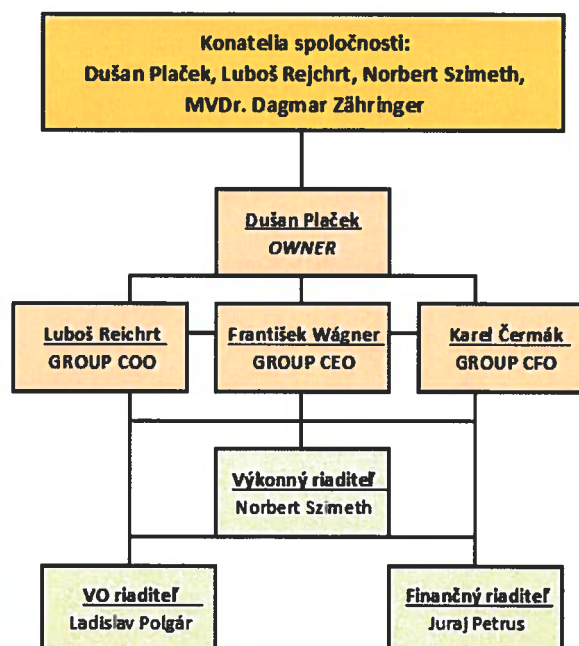 Konatelia spoločnosti:
Dušan Plaček, Luboš Rejchrt, Norbert Szimeth,
MVDr. Dagmar Zähringer
Dušan Plaček
OWNER
Luboš Reichrt
GROUP COO
František Wágner
GROUP CEO
Karel Čermák
GROUP CFO
Výkonný riaditeľ
Norbert Szimeth
VO riaditeľ
Ladislav Polgár
Finančný riaditeľ
Juraj Petrus